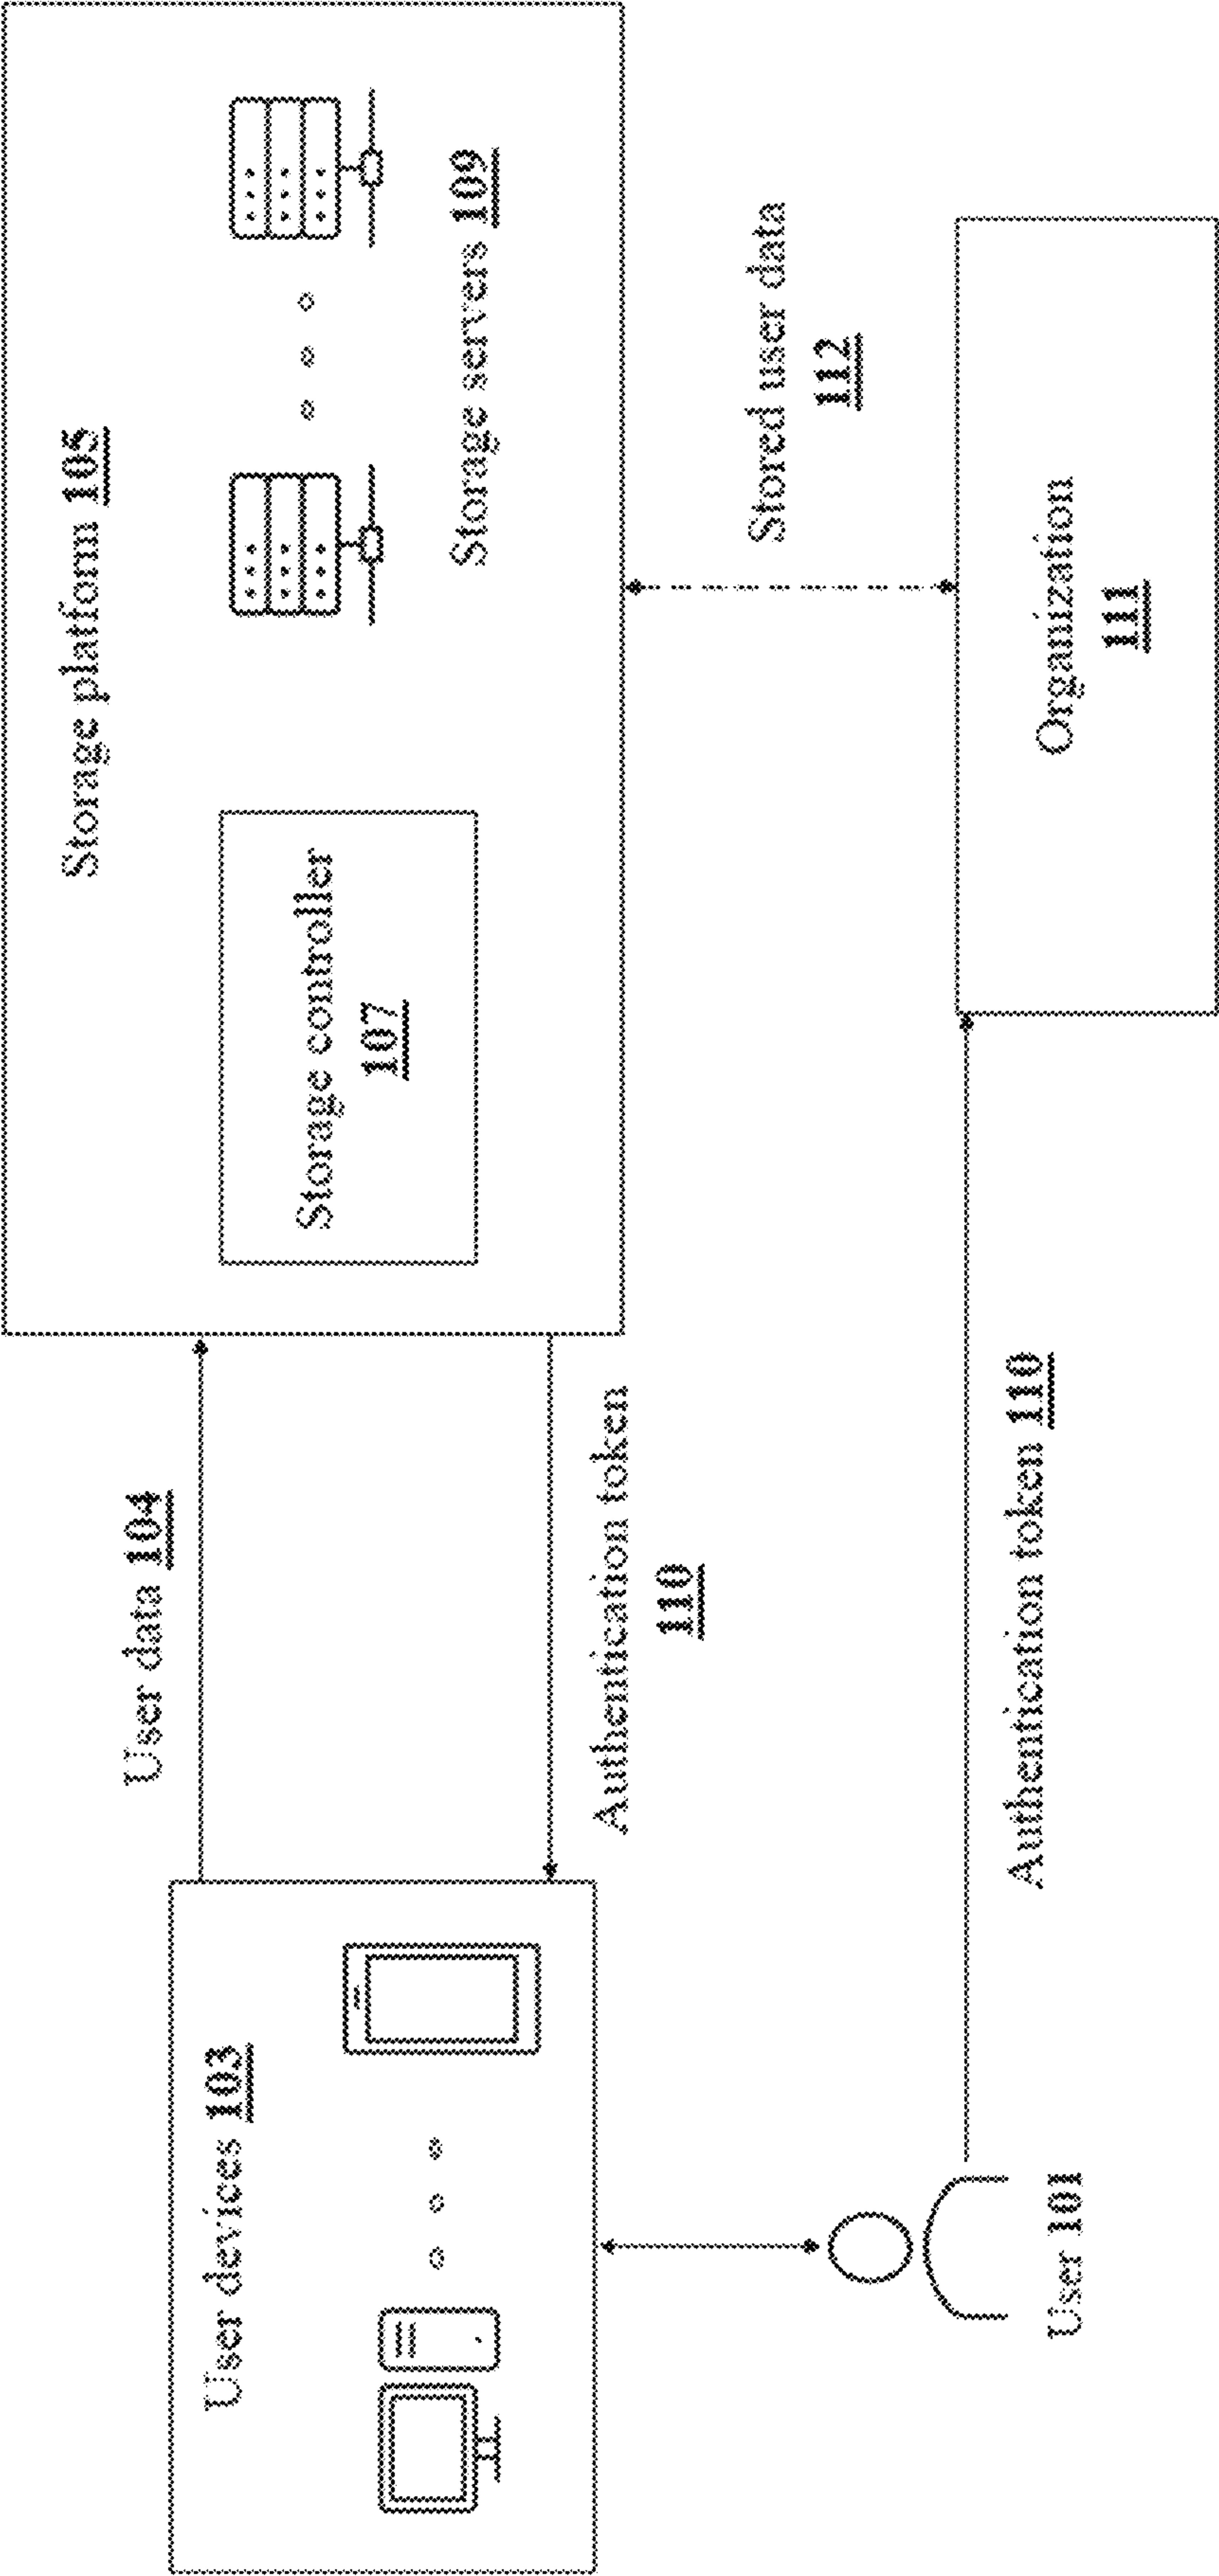 User devices 103
User data 104
Authentication token
110
Storage platform 105
Storage controller
107
Storage servers 109
Stored user data
112
User 101
Authentication token 110
Organization
111